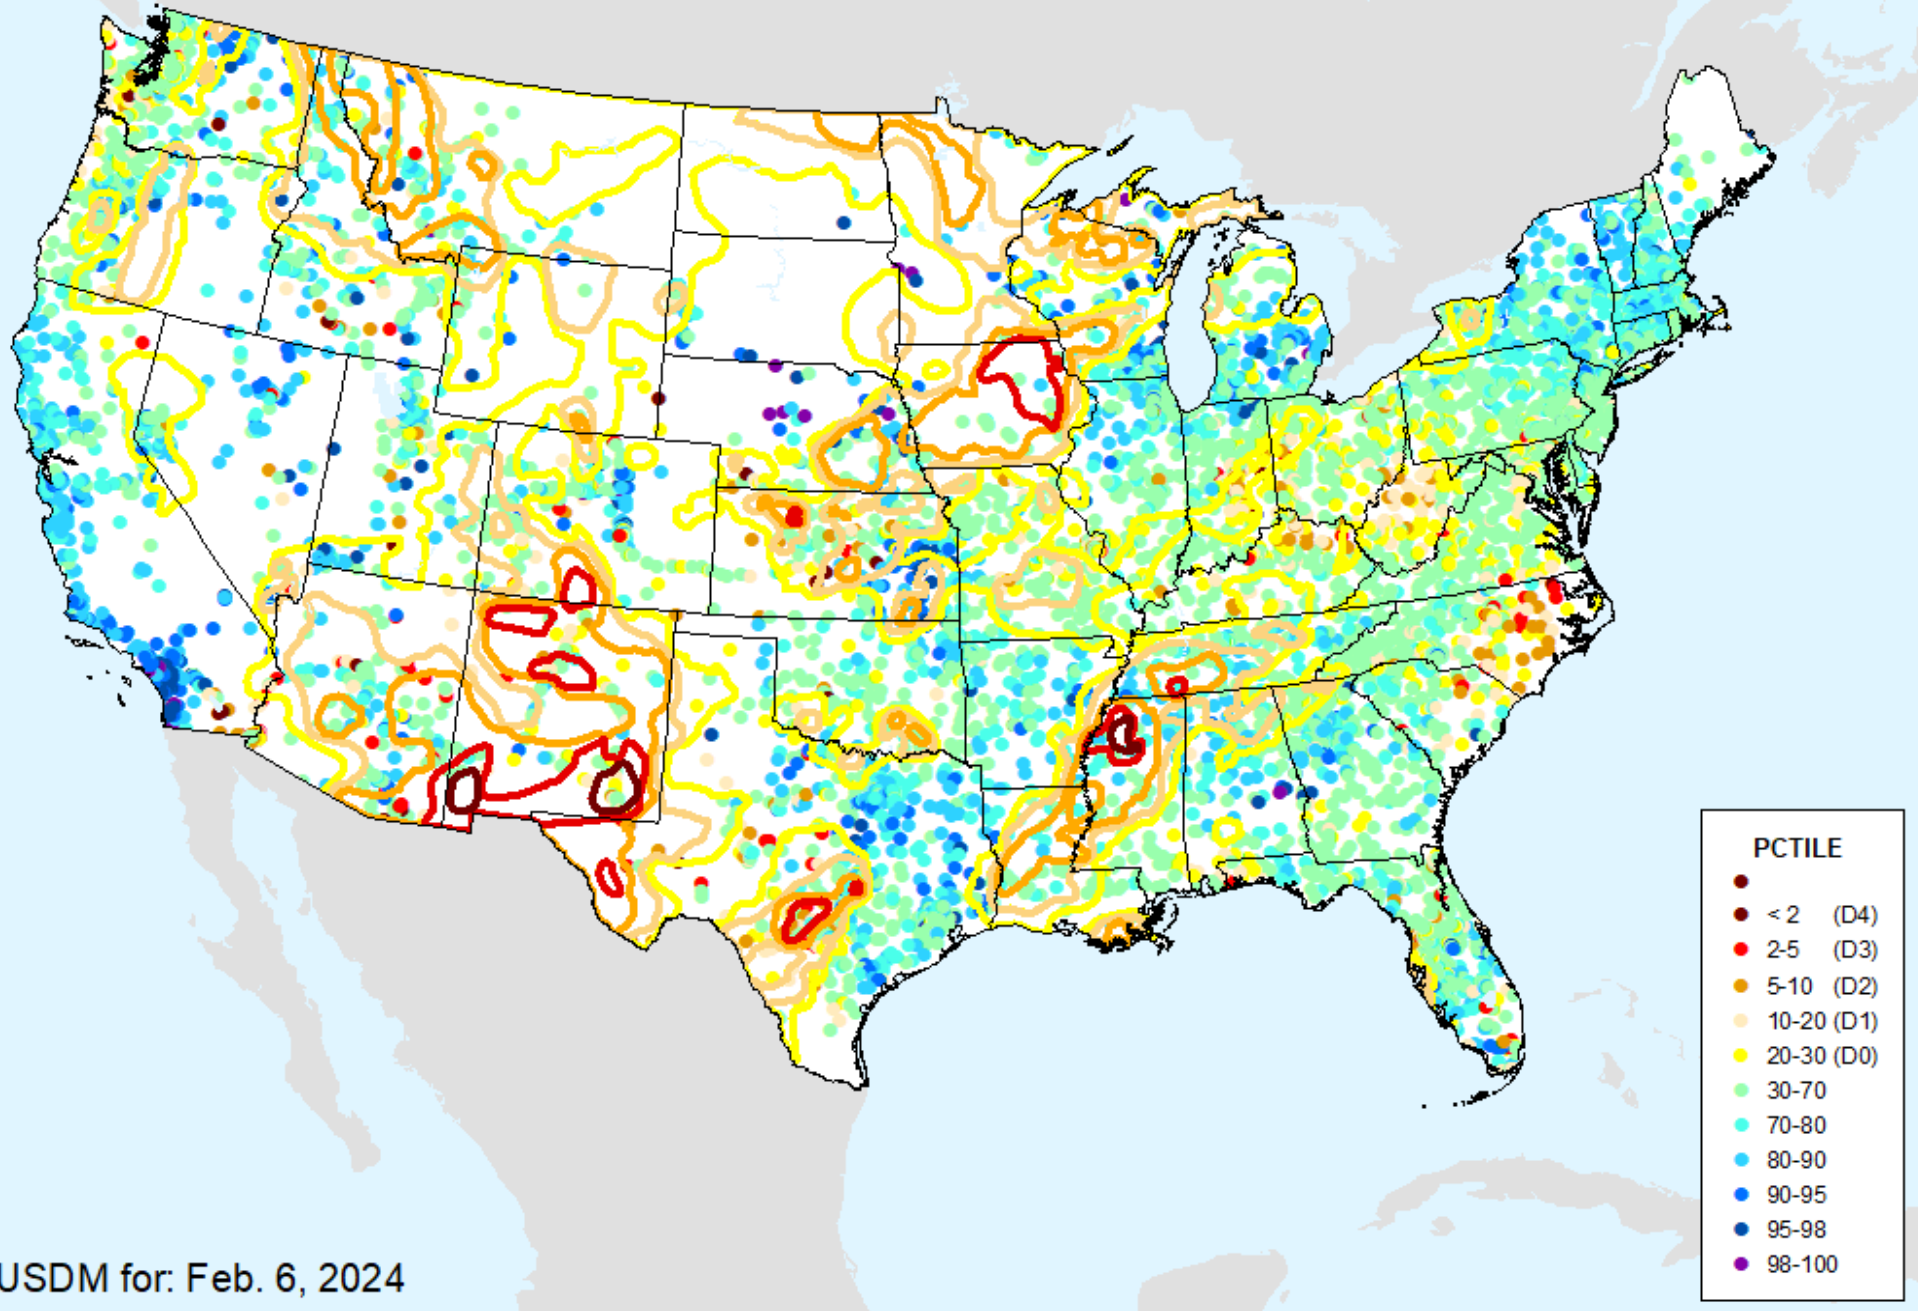 PCTILE
< 2 (D4)
2-5 (D3)
5-10 (D2)
10-20 (D1)
20-30 (D0)
30-70
70-80
80-90
90-95
95-98
98-100
USDM for: Feb. 6, 2024